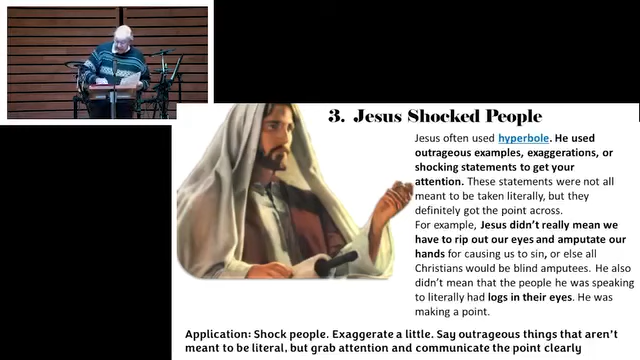 3. Jesus Shocked People
Jesus often used hyperbole. He used
outrageous examples, exaggerations, or
shocking statements to get your
attention. These statements were not all
meant to be taken literally, but they
definitely got the point across.
For example, Jesus didn’t really mean we
have to rip out our eyes and amputate our
hands for causing us to sin, or else all
Christians would be blind amputees. He also
didn’t mean that the people he was speaking
to literally had logs in their eyes. He was
making a point.
Application: Shock people. Exaggerate a little. Say outrageous things that aren’t
meant to be literal, but grab attention and communicate the point clearly